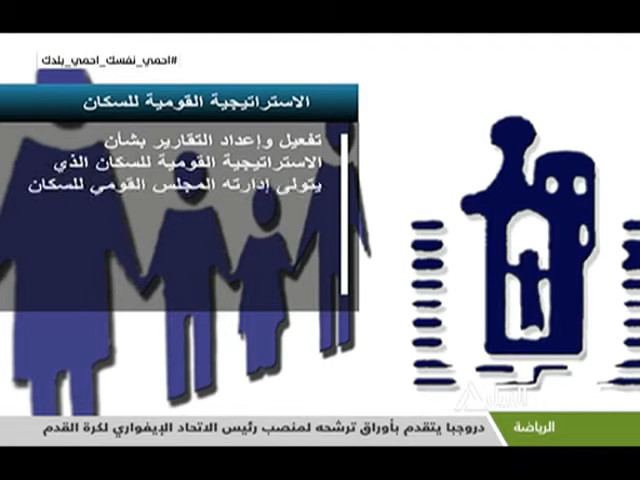 #احمي_نفسك_احمي_بلدك
الاستراتيجية القومية للسكان
تفعيل وإعداد التقارير بشأن
الاستراتيجية القومية للسكان الذي
يتولى إدارته المجلس القومي للسكان
الرياضة
دروجبا يتقدم بأوراق ترشحه لمنصب رئيس الاتحاد الإيفواري لكرة القدم